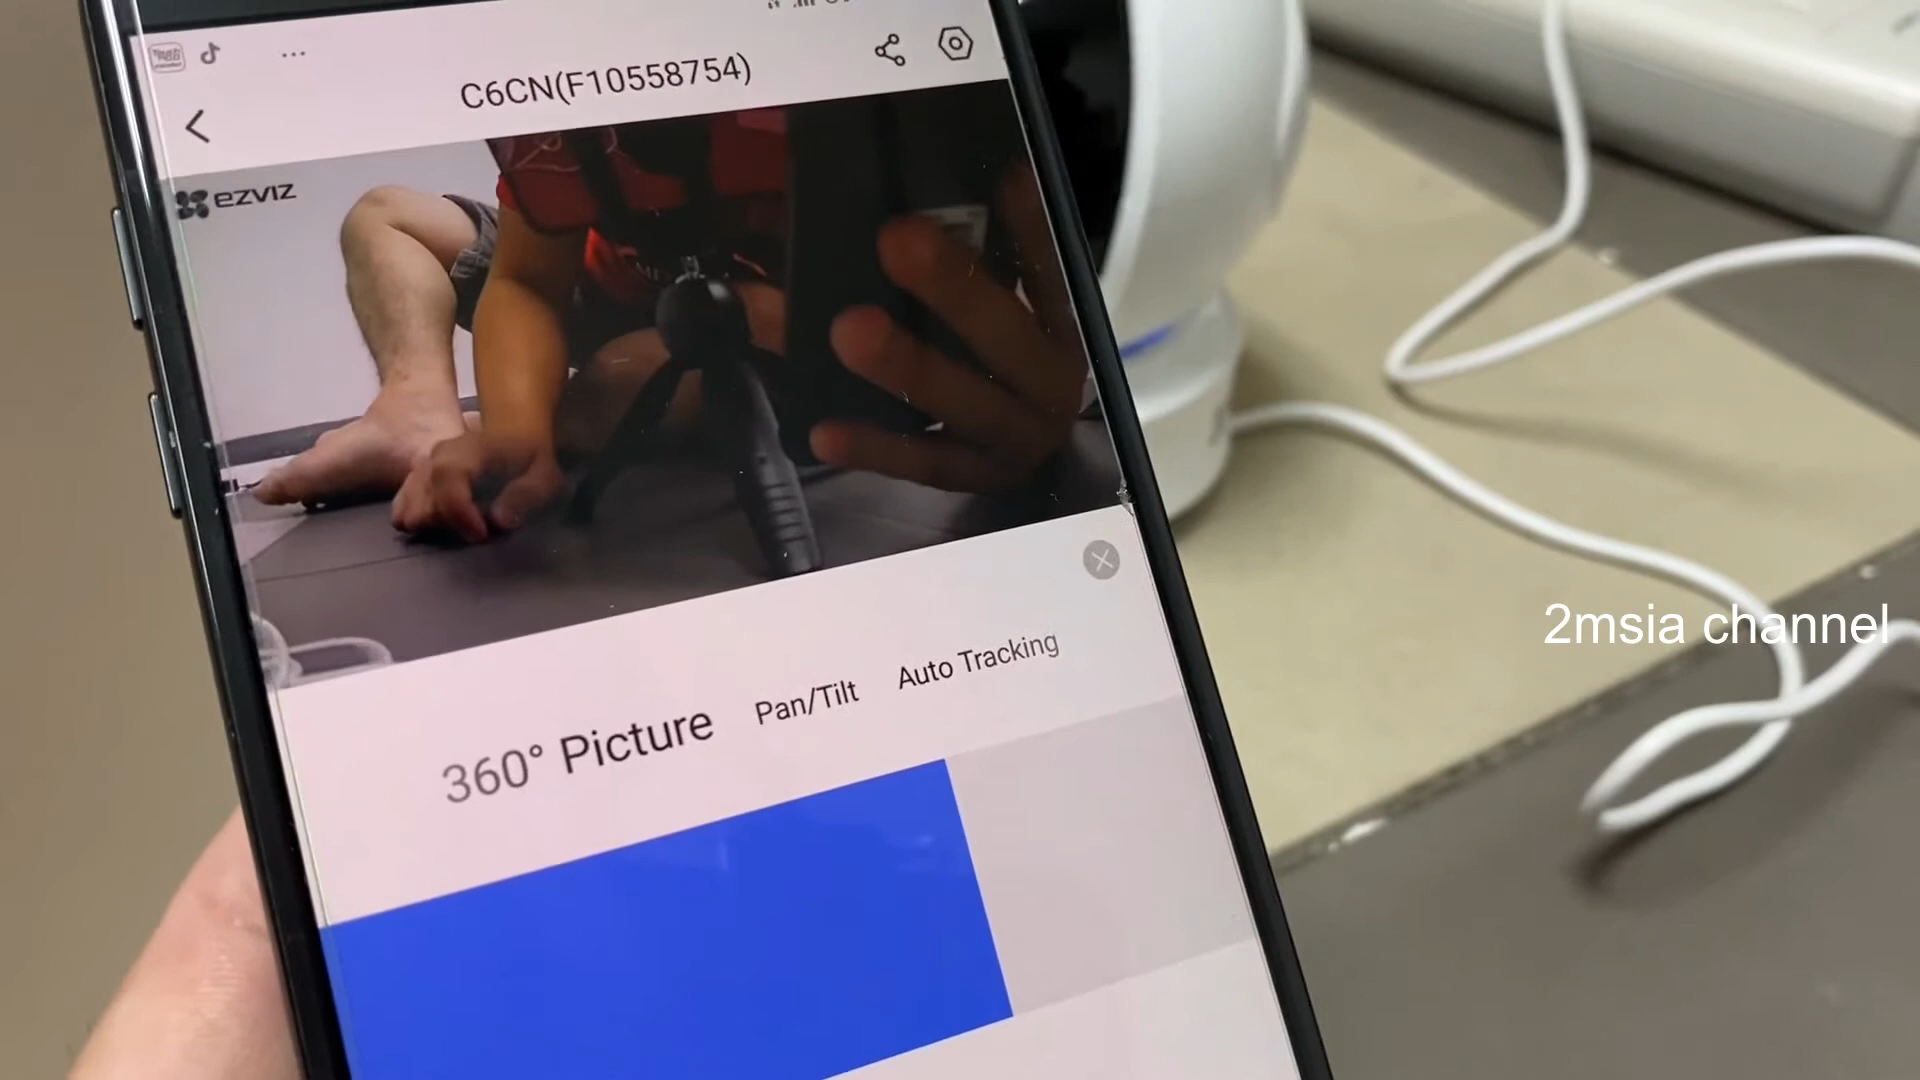 C6CN(F10558754)
ezviz
360° Picture
Pan/Tilt
Auto Tracking
2msia channel